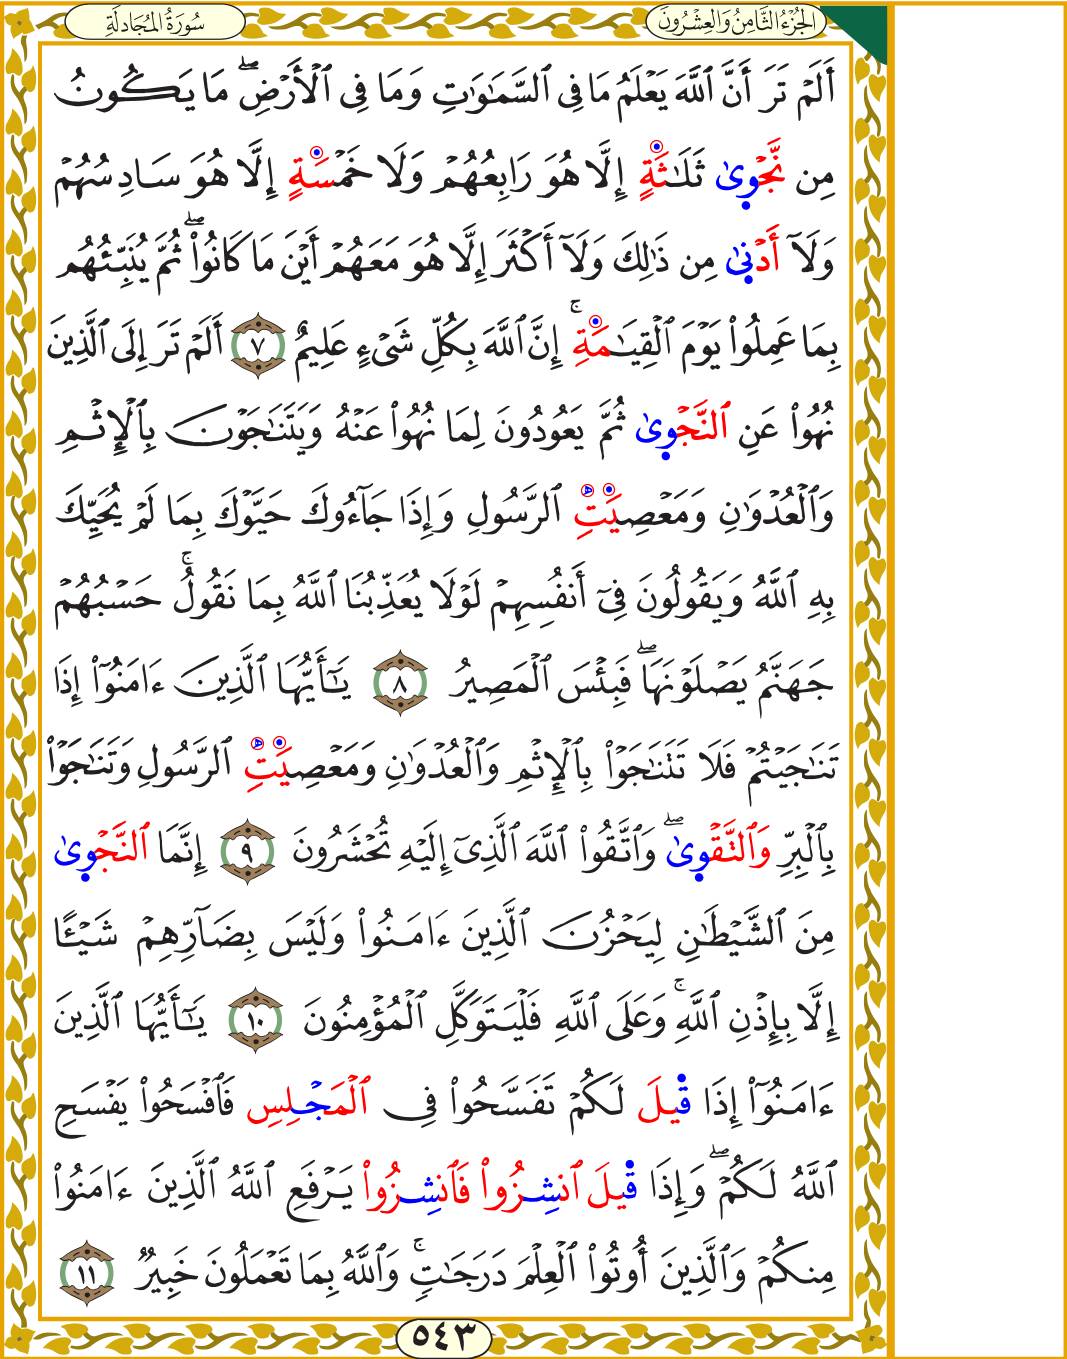 الجُزْءُ الثَّامِنُ وَالعِشْرُونَ
سُورَةُ المُجَادلَةِ
أَلَمْ تَرَ أَنَّ ٱللَّهَ يَعْلَمُ مَا فِى ٱلسَّمَٰوَٰتِ وَمَا فِى ٱلْأَرْضِۖ مَا يَكُونُ
مِن نَّجْوِىٰ ثَلَٰثَةٍ إِلَّا هُوَ رَابِعُهُمْ وَلَا خَمْسَةٍ إِلَّا هُوَ سَادِسُهُمْ
وَلَآ أَدْنِىٰ مِن ذَٰلِكَ وَلَآ أَكْثَرَ إِلَّا هُوَ مَعَهُمْ أَيْنَ مَا كَانُوا۟ۖ ثُمَّ يُنَبِّئُهُم
بِمَا عَمِلُوا۟ يَوْمَ ٱلْقِيَٰمَةِۚ إِنَّ ٱللَّهَ بِكُلِّ شَىْءٍ عَلِيمٌ ٧ أَلَمْ تَرَ إِلَى ٱلَّذِينَ
نُهُوا۟ عَنِ ٱلنَّجْوِىٰ ثُمَّ يَعُودُونَ لِمَا نُهُوا۟ عَنْهُ وَيَتَنَٰجَوْنَ بِٱلْإِثْمِ
وَٱلْعُدْوَٰنِ وَمَعْصِيَتِ ٱلرَّسُولِ وَإِذَا جَآءُوكَ حَيَّوْكَ بِمَا لَمْ يُحَيِّكَ
بِهِ ٱللَّهُ وَيَقُولُونَ فِىٓ أَنفُسِهِمْ لَوْلَا يُعَذِّبُنَا ٱللَّهُ بِمَا نَقُولُۚ حَسْبُهُمْ
جَهَنَّمُ يَصْلَوْنَهَاۖ فَبِئْسَ ٱلْمَصِيرُ ٨ يَٰٓأَيُّهَا ٱلَّذِينَ ءَامَنُوٓا۟ إِذَا
تَنَٰجَيْتُمْ فَلَا تَتَنَٰجَوْا۟ بِٱلْإِثْمِ وَٱلْعُدْوَٰنِ وَمَعْصِيَتِ ٱلرَّسُولِ وَتَنَٰجَوْا۟
بِٱلْبِرِّ وَٱلتَّقْوِىٰۖ وَٱتَّقُوا۟ ٱللَّهَ ٱلَّذِىٓ إِلَيْهِ تُحْشَرُونَ ٩ إِنَّمَا ٱلنَّجْوِىٰ
مِنَ ٱلشَّيْطَٰنِ لِيَحْزُنَ ٱلَّذِينَ ءَامَنُوا۟ وَلَيْسَ بِضَآرِّهِمْ شَيْـًٔا
إِلَّا بِإِذْنِ ٱللَّهِۚ وَعَلَى ٱللَّهِ فَلْيَتَوَكَّلِ ٱلْمُؤْمِنُونَ ١٠ يَٰٓأَيُّهَا ٱلَّذِينَ
ءَامَنُوٓا۟ إِذَا قِيلَ لَكُمْ تَفَسَّحُوا۟ فِى ٱلْمَجْلِسِ فَٱفْسَحُوا۟ يَفْسَحِ
ٱللَّهُ لَكُمْۖ وَإِذَا قِيلَ ٱنشِزُوا۟ فَٱنشِزُوا۟ يَرْفَعِ ٱللَّهُ ٱلَّذِينَ ءَامَنُوا۟
مِنكُمْ وَٱلَّذِينَ أُوتُوا۟ ٱلْعِلْمَ دَرَجَٰتٍۚ وَٱللَّهُ بِمَا تَعْمَلُونَ خَبِيرٌ ١١
٥٤٣